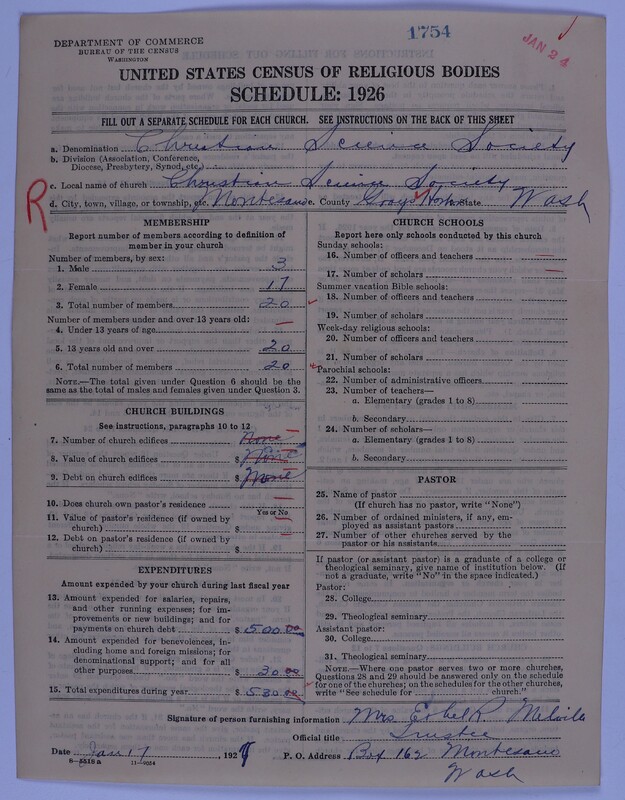 1754
JAN 24
DEPARTMENT OF COMMERCE
BUREAU OF THE CENSUS
WASHINGTON
UNITED STATES CENSUS OF RELIGIOUS BODIES
SCHEDULE: 1926
FILL OUT A SEPARATE SCHEDULE FOR EACH CHURCH. SEE INSTRUCTIONS ON THE BACK OF THIS SHEET
a. Denomination Christian Science Society
b. Division (Association, Conference,
Diocese, Presbytery, Synod, etc.)
c. Local name of church Christian Science Society
R
d. City, town, village, or township, etc. Montesano e. County Grays Harbor State Wash
MEMBERSHIP
Report number of members according to definition of
member in your church
Number of members, by sex:
1. Male 3
2. Female 17
3. Total number of members 20
Number of members under and over 13 years old:
4. Under 13 years of age —
5. 13 years old and over 20
6. Total number of members 20
NOTE.—The total given under Question 6 should be
the same as the total of males and females given under Question 3.
CHURCH BUILDINGS
See instructions, paragraphs 10 to 12
7. Number of church edifices None
8. Value of church edifices $ None
9. Debt on church edifices $ None
10. Does church own pastor's residence —
Yes or No
11. Value of pastor's residence (if owned by
church) $ —
12. Debt on pastor's residence (if owned by
church) $ —
EXPENDITURES
Amount expended by your church during last fiscal year
13. Amount expended for salaries, repairs,
and other running expenses; for im-
provements or new buildings; and for
payments on church debt $ 500.00
14. Amount expended for benevolences, in-
cluding home and foreign missions; for
denominational support; and for all
other purposes $ 30.00
15. Total expenditures during year $ 530.00
CHURCH SCHOOLS
Report here only schools conducted by this church
Sunday schools:
16. Number of officers and teachers —
17. Number of scholars —
Summer vacation Bible schools:
18. Number of officers and teachers
19. Number of scholars
Week-day religious schools:
20. Number of officers and teachers
21. Number of scholars
Parochial schools:
22. Number of administrative officers
23. Number of teachers—
a. Elementary (grades 1 to 8)
b. Secondary
24. Number of scholars—
a. Elementary (grades 1 to 8)
b. Secondary
PASTOR
25. Name of pastor
(If church has no pastor, write "None")
26. Number of ordained ministers, if any, em-
ployed as assistant pastors
27. Number of other churches served by the
pastor or his assistants
If pastor (or assistant pastor) is a graduate of a college or
theological seminary, give name of institution below. (If
not a graduate, write "No" in the space indicated.)
Pastor:
28. College
29. Theological seminary
Assistant pastor:
30. College
31. Theological seminary
NOTE.—Where one pastor serves two or more churches,
Questions 28 and 29 should be answered only on the schedule
for one of the churches; on the schedules for the other churches,
write "See schedule for church."
Signature of person furnishing information Mrs Ethel R. Melville
Official title Trustee
Date Jan 17, 192
P. O. Address Box 162 Montesano
Wash
8-5518a 11-9054